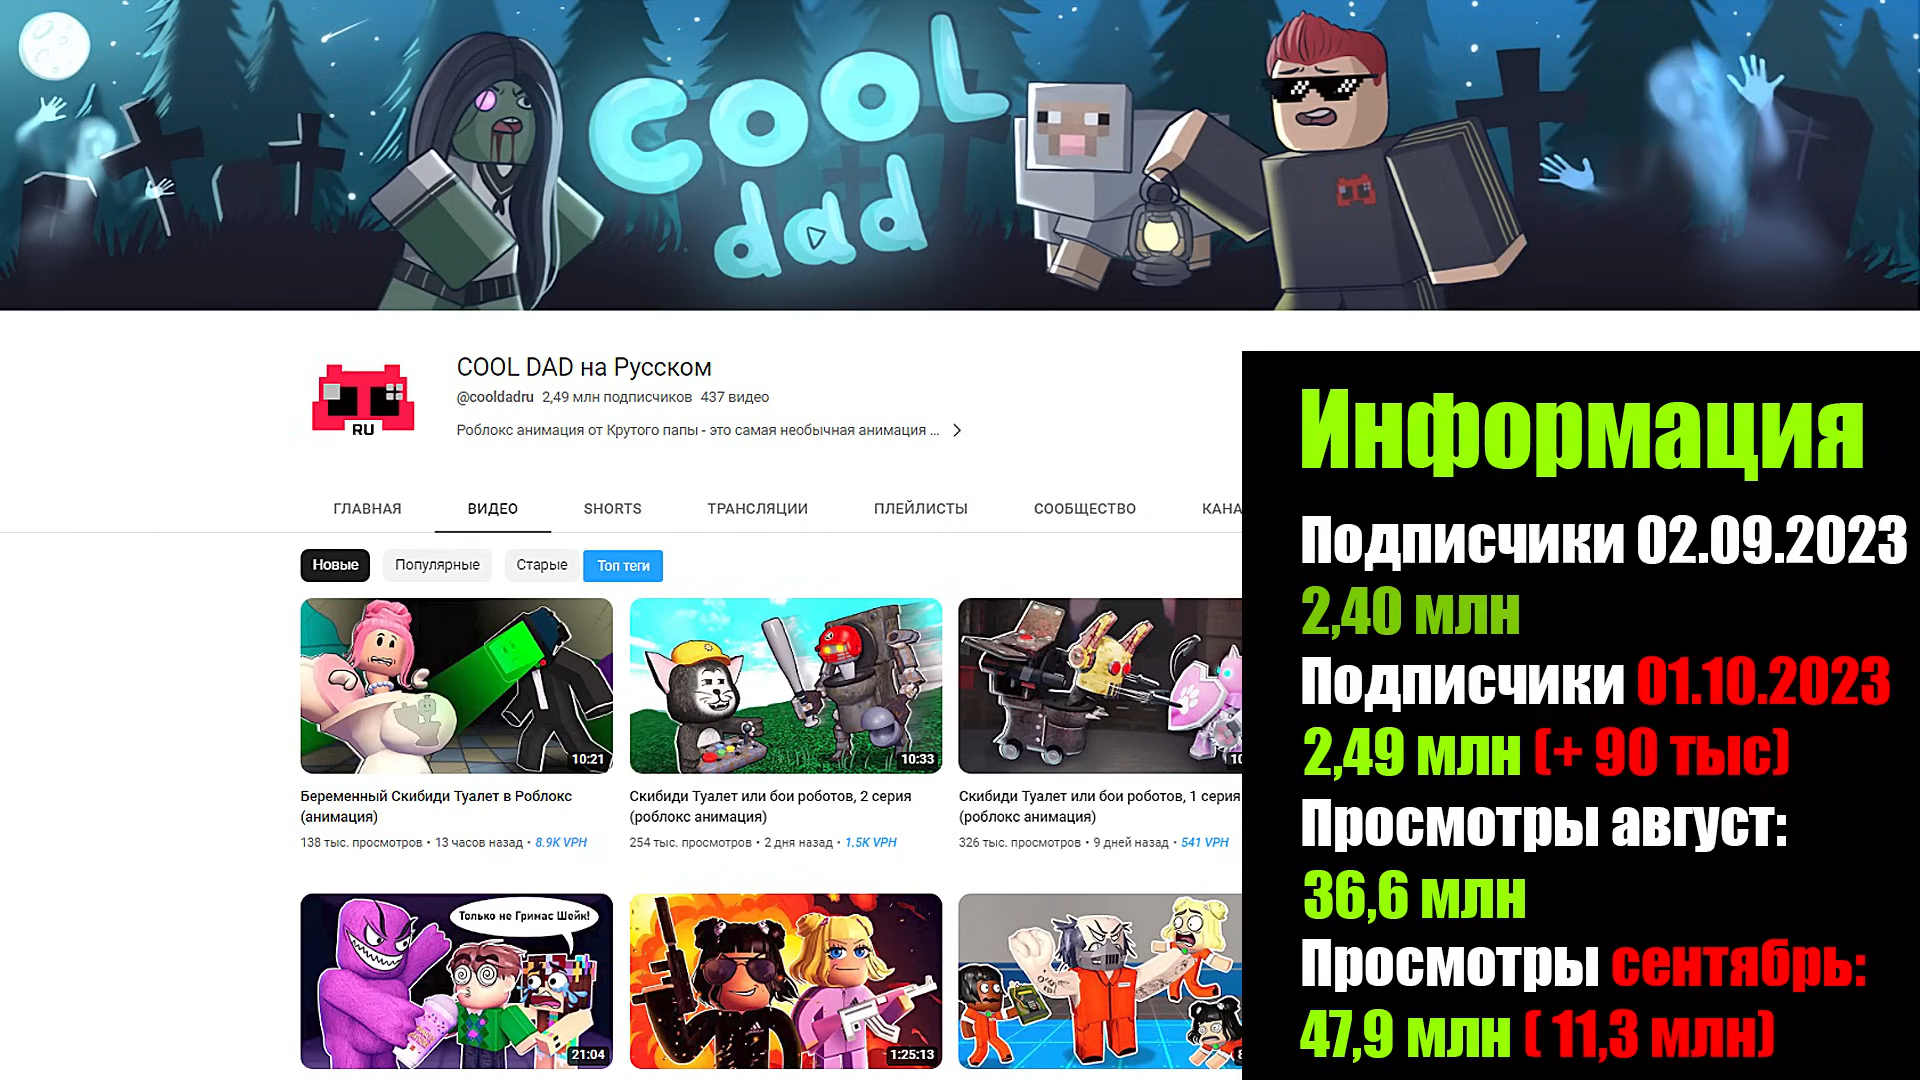 COOL
dad
RU
COOL DAD на Русском
@cooldadru 2,49 млн подписчиков 437 видео
Роблокс анимация от Крутого папы - это самая необычная анимация ...
ГЛАВНАЯ ВИДЕО SHORTS ТРАНСЛЯЦИИ ПЛЕЙЛИСТЫ СООБЩЕСТВО КАНА
Новые Популярные Старые Топ теги
10:21 10:33 10
Беременный Скибиди Туалет в Роблокс
(анимация)
138 тыс. просмотров • 13 часов назад • 8.9K VPH
Скибиди Туалет или бои роботов, 2 серия
(роблокс анимация)
254 тыс. просмотров • 2 дня назад • 1.5K VPH
Скибиди Туалет или бои роботов, 1 серия
(роблокс анимация)
326 тыс. просмотров • 9 дней назад • 541 VPH
Только не Гримас Шейк!
21:04 1:25:13 8
Информация
Подписчики 02.09.2023
2,40 млн
Подписчики 01.10.2023
2,49 млн (+ 90 тыс)
Просмотры август:
36,6 млн
Просмотры сентябрь:
47,9 млн ( 11,3 млн)